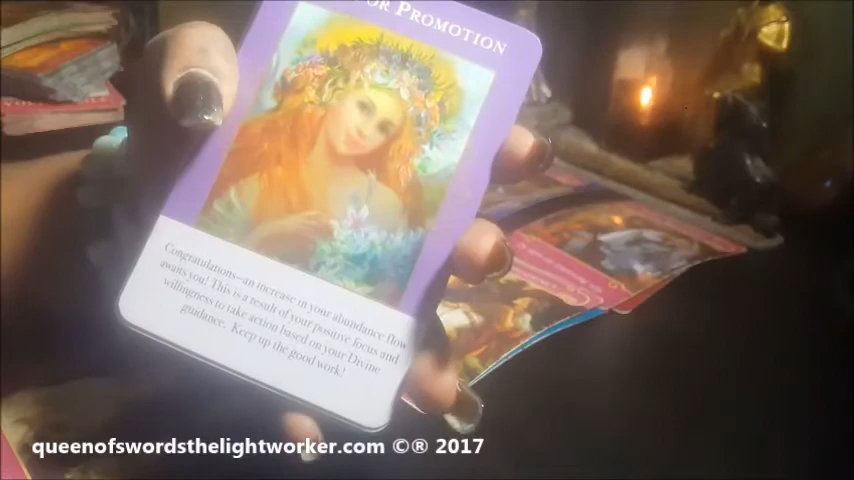 OR PROMOTION
Congratulations—an increase in your abundance flow
awaits you! This is a result of your positive focus and
willingness to take action based on your Divine
guidance. Keep up the good work!
queenofswordsthelightworker.com ©® 2017